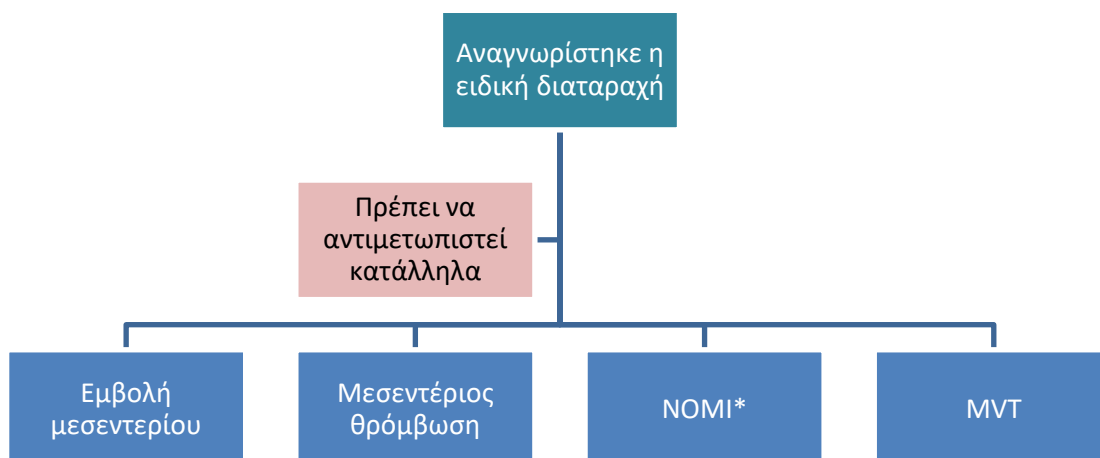 Αναγνωρίστηκε η
ειδική διαταραχή
Πρέπει να
αντιμετωπιστεί
κατάλληλα
Εμβολή
μεσεντερίου
Μεσεντέριος
θρόμβωση
NOMI*
MVT